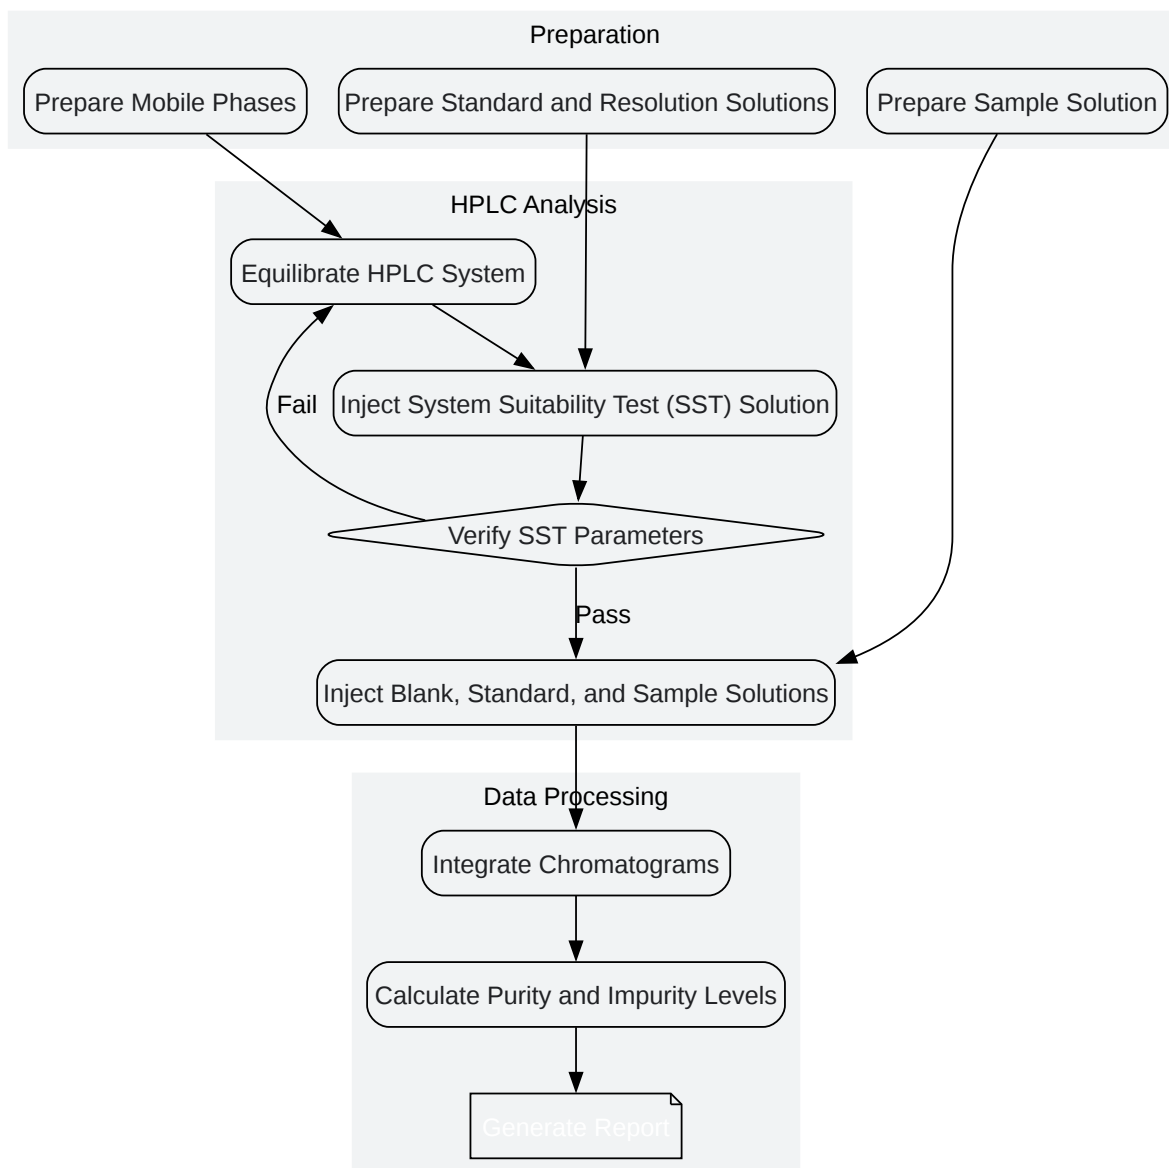 Preparation
Prepare Mobile Phases
Prepare Standard and Resolution Solutions
Prepare Sample Solution
HPLC Analysis
Equilibrate HPLC System
Fail
Inject System Suitability Test (SST) Solution
Verify SST Parameters
Pass
Inject Blank, Standard, and Sample Solutions
Data Processing
Integrate Chromatograms
Calculate Purity and Impurity Levels
Generate Report